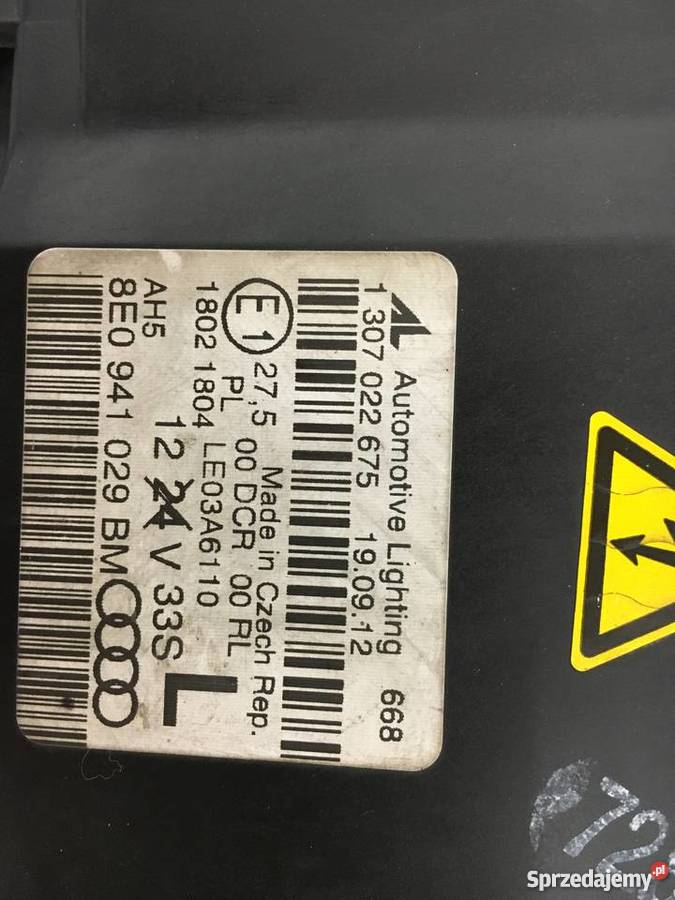 AL Automotive Lighting 668
1 307 022 675 19.09.12
Made in Czech Rep.
E1 27,5 00 DCR 00 RL
PL
1802 1804 LE03A6110
L
12 24 V 33S
AH5
8E0 941 029 BM
Sprzedajemy.pl